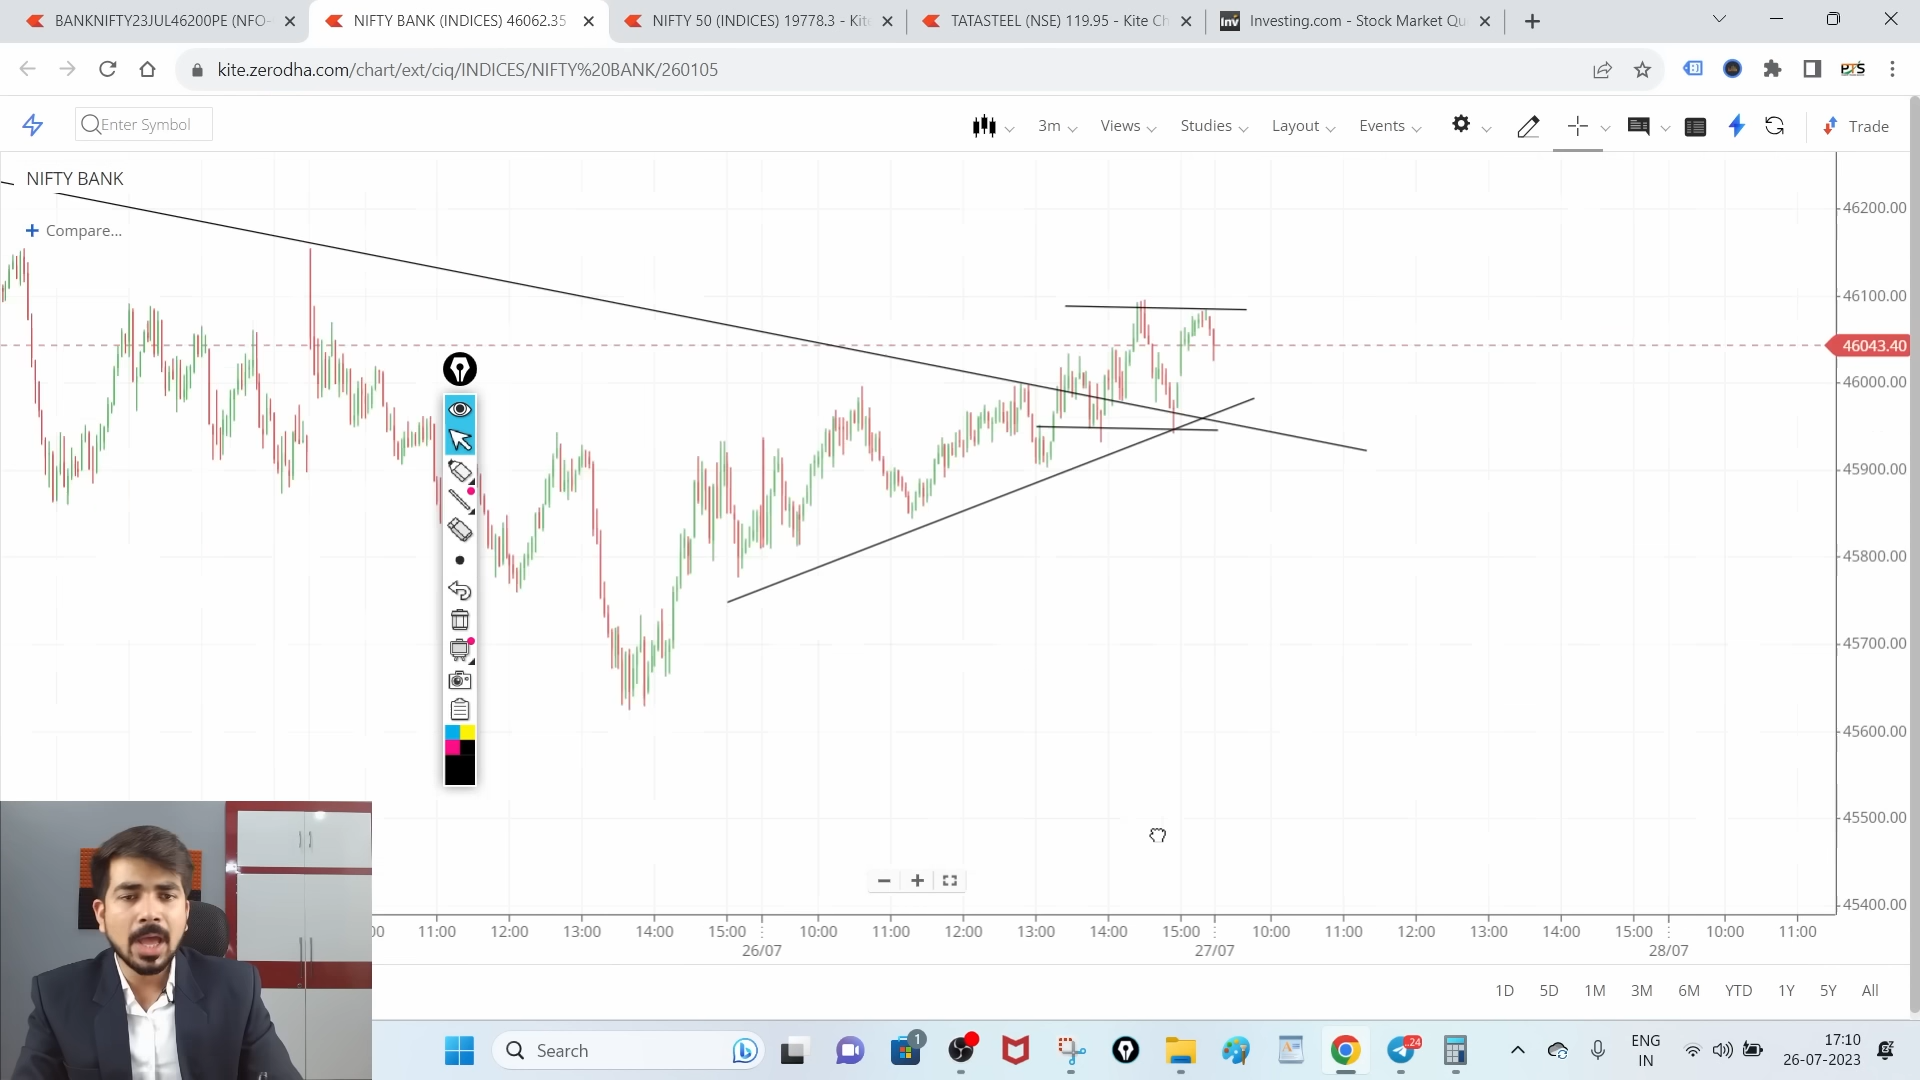 BANKNIFTY23JUL46200PE (NFO-
NIFTY BANK (INDICES) 46062.35
NIFTY 50 (INDICES) 19778.3 - Kite
TATASTEEL (NSE) 119.95 - Kite Ch
Inv
Investing.com - Stock Market Qu
kite.zerodha.com/chart/ext/ciq/INDICES/NIFTY%20BANK/260105
PTS
Enter Symbol
3m
Views
Studies
Layout
Events
Trade
NIFTY BANK
Compare...
46200.00
46100.00
46043.40
46000.00
45900.00
45800.00
45700.00
45600.00
45500.00
45400.00
00 11:00 12:00 13:00 14:00 15:00 10:00 11:00 12:00 13:00 14:00 15:00 10:00 11:00 12:00 13:00 14:00 15:00 10:00 11:00
26/07 27/07 28/07
1D 5D 1M 3M 6M YTD 1Y 5Y All
Search
1
24
ENG
IN
17:10
26-07-2023